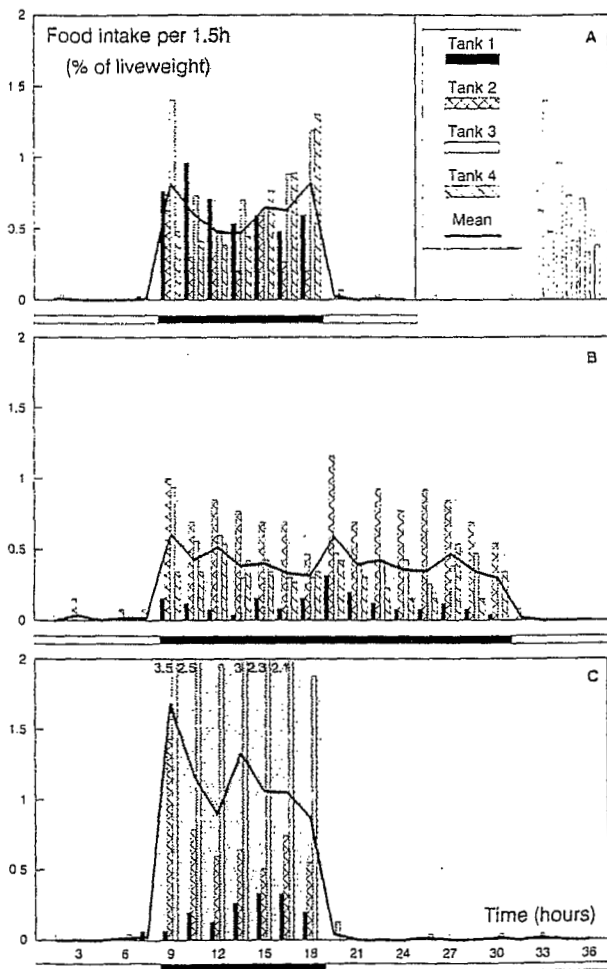 Food intake per 1.5h
(% of liveweight)
A
Tank 1
Tank 2
Tank 3
Tank 4
Mean
2
1.5
1
0.5
0
B
2
1.5
1
0.5
0
C
2
3.5 2.5 3 2.3 2.1
1.5
1
0 5
0
Time (hours)
3 6 9 12 15 18 21 24 27 30 33 36